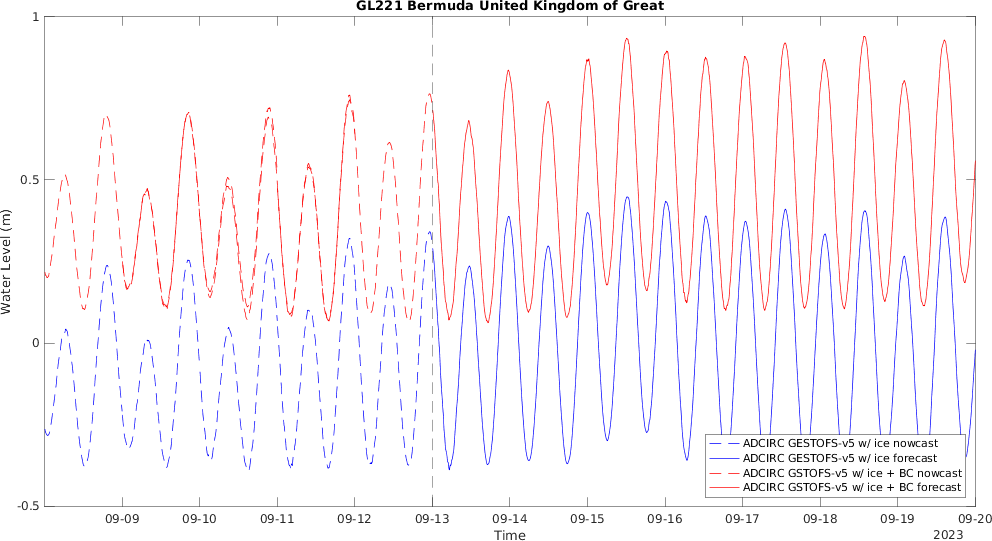 GL221 Bermuda United Kingdom of Great
1
0.5
0
-0.5
Water Level (m)
ADCIRC GESTOFS-v5 w/ ice nowcast
ADCIRC GESTOFS-v5 w/ ice forecast
ADCIRC GSTOFS-v5 w/ ice + BC nowcast
ADCIRC GSTOFS-v5 w/ ice + BC forecast
09-09 09-10 09-11 09-12 09-13 09-14 09-15 09-16 09-17 09-18 09-19 09-20
Time
2023